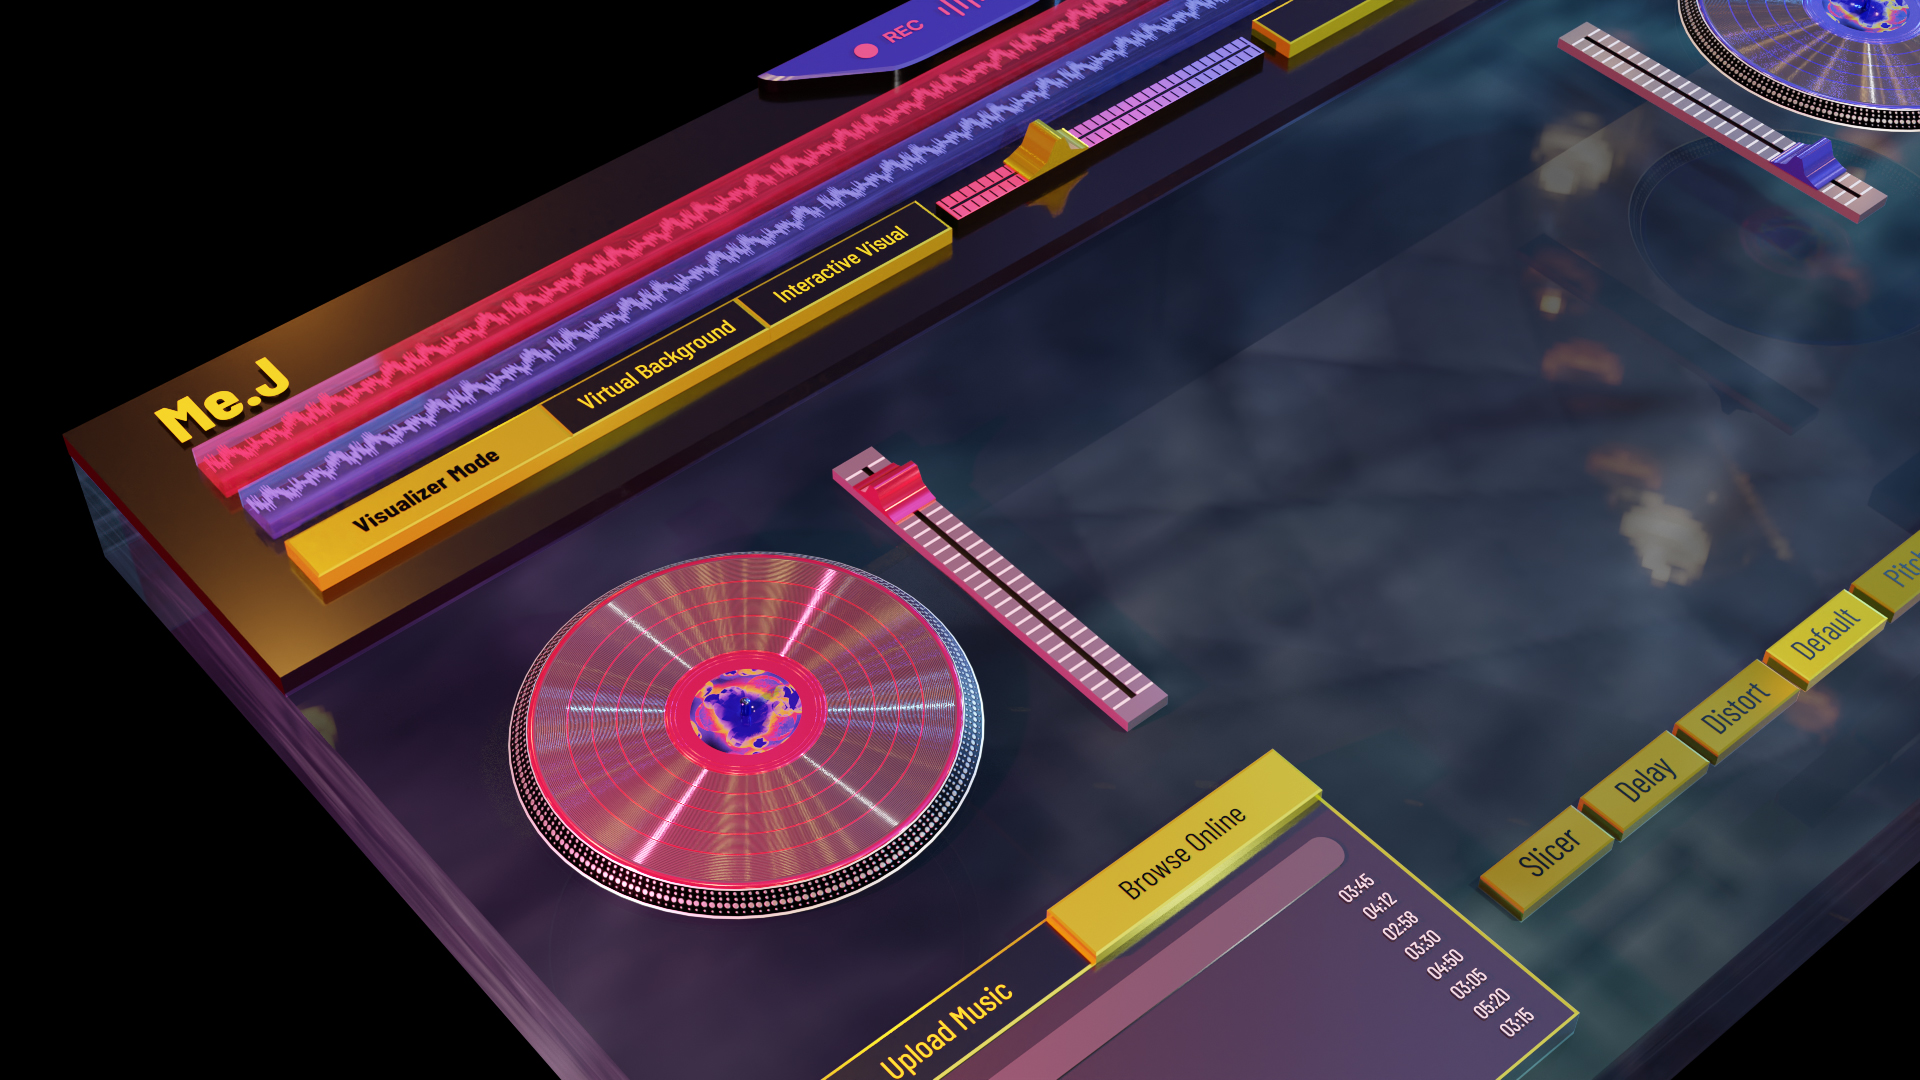 REC
Me.J
Visualizer Mode
Virtual Background
Interactive Visual
Browse Online
Upload Music
03:45
04:12
02:58
03:30
04:50
03:05
05:20
03:15
Slicer
Delay
Distort
Default